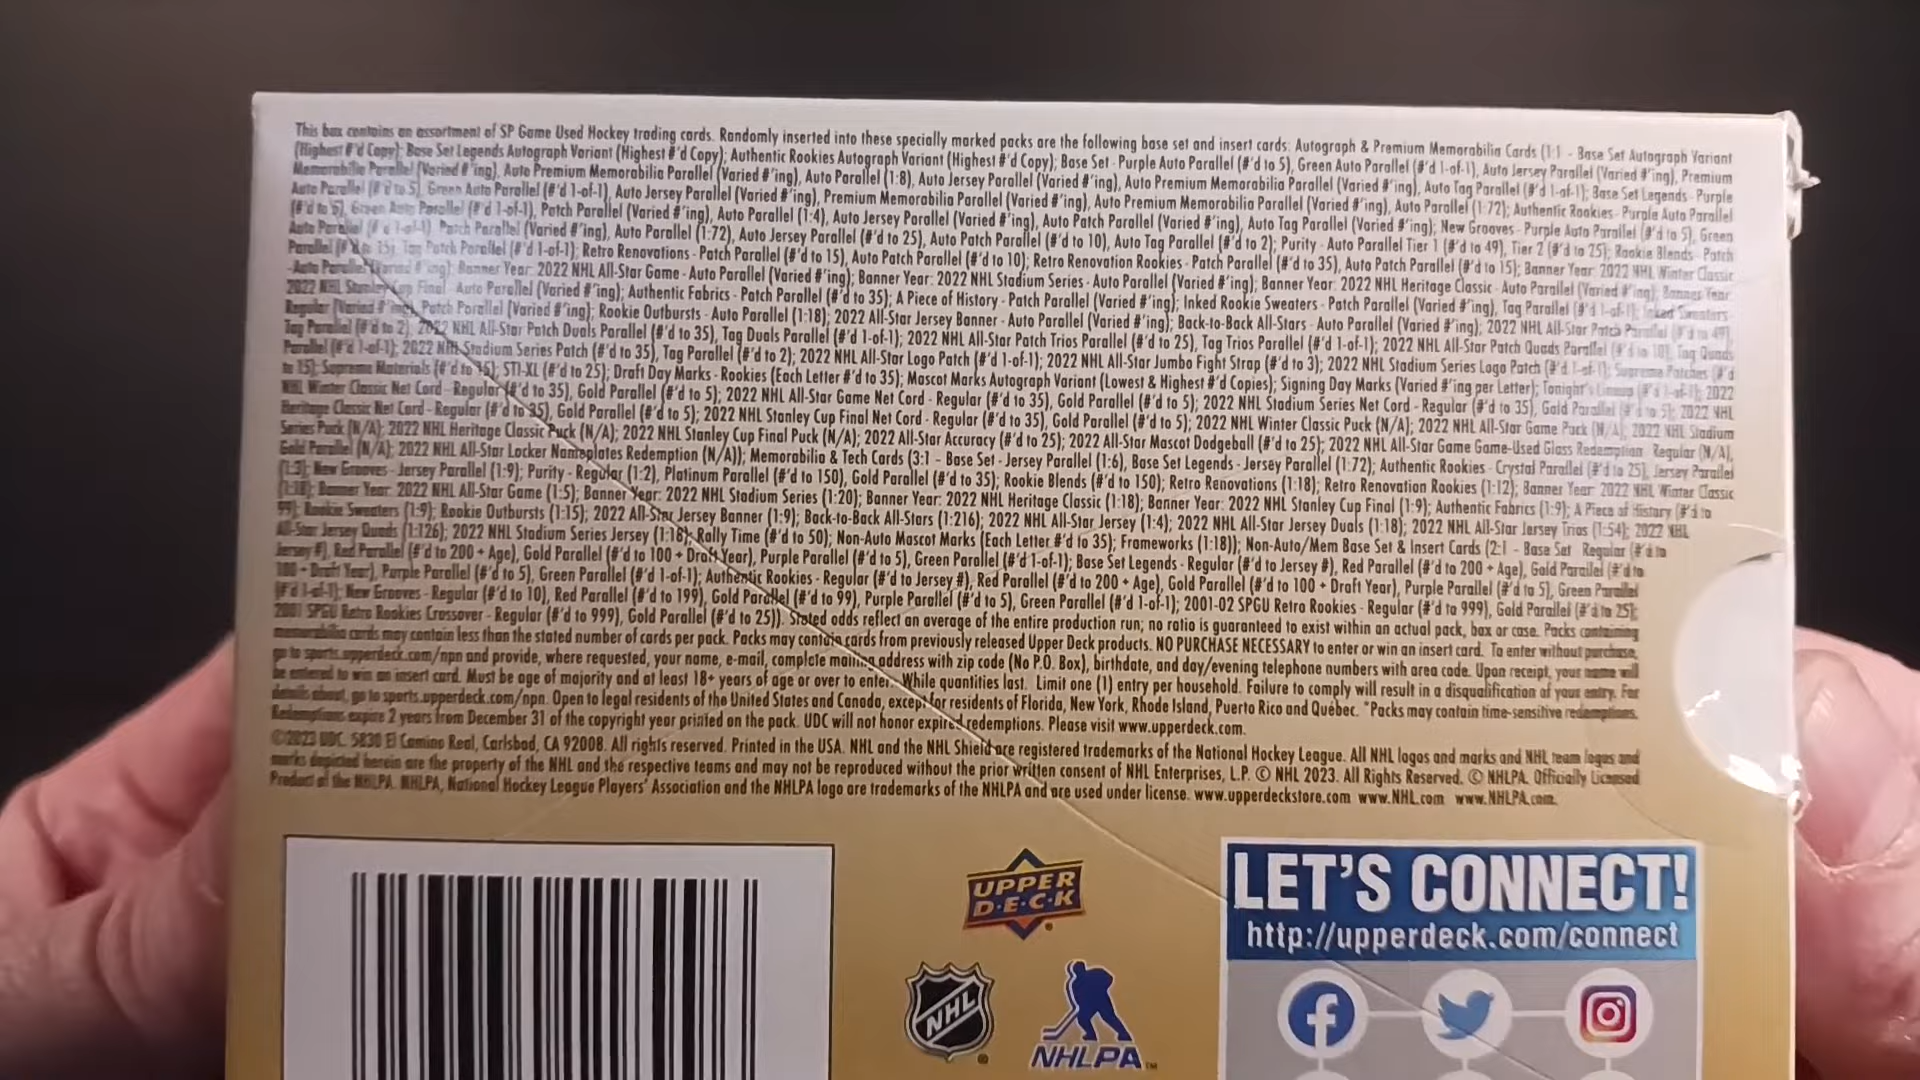 This box contains an assortment of SP Game Used Hockey trading cards. Randomly inserted into these specially marked packs are the following base set and insert cards: Autograph & Premium Memorabilia Cards (1:1 - Base Set Autograph Variant
(Highest #'d Copy); Base Set Legends Autograph Variant (Highest #'d Copy); Authentic Rookies Autograph Variant (Highest #'d Copy); Base Set - Purple Auto Parallel (#'d to 5), Green Auto Parallel (#'d 1-of-1), Auto Jersey Parallel (Varied #'ing), Premium
Memorabilia Parallel (Varied #'ing), Auto Premium Memorabilia Parallel (Varied #'ing), Auto Parallel (1:8), Auto Jersey Parallel (Varied #'ing), Auto Premium Memorabilia Parallel (Varied #'ing), Auto Tag Parallel (#'d 1-of-1); Base Set Legends - Purple
Auto Parallel (#'d to 5), Green Auto Parallel (#'d 1-of-1), Auto Jersey Parallel (Varied #'ing), Premium Memorabilia Parallel (Varied #'ing), Auto Premium Memorabilia Parallel (Varied #'ing), Auto Parallel (1:72); Authentic Rookies - Purple Auto Parallel
(#'d to 5), Green Auto Parallel (#'d 1-of-1), Patch Parallel (Varied #'ing), Auto Parallel (1:4), Auto Jersey Parallel (Varied #'ing), Auto Patch Parallel (Varied #'ing), Auto Tag Parallel (Varied #'ing); New Grooves - Purple Auto Parallel (#'d to 5), Green
Auto Parallel (#'d 1-of-1), Patch Parallel (Varied #'ing), Auto Parallel (1:72), Auto Jersey Parallel (#'d to 25), Auto Patch Parallel (#'d to 10), Auto Tag Parallel (#'d to 2); Purity - Auto Parallel Tier 1 (#'d to 49), Tier 2 (#'d to 25); Rookie Blends - Patch
Parallel (#'d to 15), Tag Patch Parallel (#'d 1-of-1); Retro Renovations - Patch Parallel (#'d to 15), Auto Patch Parallel (#'d to 10); Retro Renovation Rookies - Patch Parallel (#'d to 35), Auto Patch Parallel (#'d to 15); Banner Year: 2022 NHL Winter Classic
- Auto Parallel (Varied #'ing); Banner Year: 2022 NHL All-Star Game - Auto Parallel (Varied #'ing); Banner Year: 2022 NHL Stadium Series - Auto Parallel (Varied #'ing); Banner Year: 2022 NHL Heritage Classic - Auto Parallel (Varied #'ing); Banner Year:
2022 NHL Stanley Cup Final - Auto Parallel (Varied #'ing); Authentic Fabrics - Patch Parallel (#'d to 35); A Piece of History - Patch Parallel (Varied #'ing); Inked Rookie Sweaters - Patch Parallel (Varied #'ing), Tag Parallel (#'d 1-of-1); Inked Sweaters -
Regular (Varied #'ing), Patch Parallel (Varied #'ing); Rookie Outbursts - Auto Parallel (1:18); 2022 All-Star Jersey Banner - Auto Parallel (Varied #'ing); Back-to-Back All-Stars - Auto Parallel (Varied #'ing); 2022 NHL All-Star Patch Parallel (#'d to 49),
Tag Parallel (#'d to 2); 2022 NHL All-Star Patch Duals Parallel (#'d to 35), Tag Duals Parallel (#'d 1-of-1); 2022 NHL All-Star Patch Trios Parallel (#'d to 25), Tag Trios Parallel (#'d 1-of-1); 2022 NHL All-Star Patch Quads Parallel (#'d to 10), Tag Quads
Parallel (#'d 1-of-1); 2022 NHL Stadium Series Patch (#'d to 35), Tag Parallel (#'d to 2); 2022 NHL All-Star Logo Patch (#'d 1-of-1); 2022 NHL All-Star Jumbo Fight Strap (#'d to 3); 2022 NHL Stadium Series Logo Patch (#'d 1-of-1); Supreme Patches (#'d
to 15); Supreme Materials (#'d to 15); STI-XL (#'d to 25); Draft Day Marks - Rookies (Each Letter #'d to 35); Mascot Marks Autograph Variant (Lowest & Highest #'d Copies); Signing Day Marks (Varied #'ing per Letter); Tonight's Lineup (#'d 1-of-1); 2022
NHL Winter Classic Net Cord - Regular (#'d to 35), Gold Parallel (#'d to 5); 2022 NHL All-Star Game Net Cord - Regular (#'d to 35), Gold Parallel (#'d to 5); 2022 NHL Stadium Series Net Cord - Regular (#'d to 35), Gold Parallel (#'d to 5); 2022 NHL
Heritage Classic Net Cord - Regular (#'d to 35), Gold Parallel (#'d to 5); 2022 NHL Stanley Cup Final Net Cord - Regular (#'d to 35), Gold Parallel (#'d to 5); 2022 NHL Winter Classic Puck (N/A); 2022 NHL All-Star Game Puck (N/A); 2022 NHL Stadium
Series Puck (N/A); 2022 NHL Heritage Classic Puck (N/A); 2022 NHL Stanley Cup Final Puck (N/A); 2022 All-Star Accuracy (#'d to 25); 2022 All-Star Mascot Dodgeball (#'d to 25); 2022 NHL All-Star Game Game-Used Glass Redemption - Regular (N/A),
Gold Parallel (N/A); 2022 NHL All-Star Locker Nameplates Redemption (N/A)); Memorabilia & Tech Cards (3:1 - Base Set - Jersey Parallel (1:6), Base Set Legends - Jersey Parallel (1:72); Authentic Rookies - Crystal Parallel (#'d to 25), Jersey Parallel
(1:3); New Grooves - Jersey Parallel (1:9); Purity - Regular (1:2), Platinum Parallel (#'d to 150), Gold Parallel (#'d to 35); Rookie Blends (#'d to 150); Retro Renovations (1:18); Retro Renovation Rookies (1:12); Banner Year: 2022 NHL Winter Classic
(1:18); Banner Year: 2022 NHL All-Star Game (1:5); Banner Year: 2022 NHL Stadium Series (1:20); Banner Year: 2022 NHL Heritage Classic (1:18); Banner Year: 2022 NHL Stanley Cup Final (1:9); Authentic Fabrics (1:9); A Piece of History (#'d to
99); Rookie Sweaters (1:9); Rookie Outbursts (1:15); 2022 All-Star Jersey Banner (1:9); Back-to-Back All-Stars (1:216); 2022 NHL All-Star Jersey (1:4); 2022 NHL All-Star Jersey Duals (1:18); 2022 NHL All-Star Jersey Trios (1:54); 2022 NHL
All-Star Jersey Quads (1:126); 2022 NHL Stadium Series Jersey (1:18); Rally Time (#'d to 50); Non-Auto Mascot Marks (Each Letter #'d to 35); Frameworks (1:18)); Non-Auto/Mem Base Set & Insert Cards (2:1 - Base Set - Regular (#'d to
Jersey #), Red Parallel (#'d to 200 + Age), Gold Parallel (#'d to 100 + Draft Year), Purple Parallel (#'d to 5), Green Parallel (#'d 1-of-1); Base Set Legends - Regular (#'d to Jersey #), Red Parallel (#'d to 200 + Age), Gold Parallel (#'d to
100 + Draft Year), Purple Parallel (#'d to 5), Green Parallel (#'d 1-of-1); Authentic Rookies - Regular (#'d to Jersey #), Red Parallel (#'d to 200 + Age), Gold Parallel (#'d to 100 + Draft Year), Purple Parallel (#'d to 5), Green Parallel
(#'d 1-of-1); New Grooves - Regular (#'d to 10), Red Parallel (#'d to 199), Gold Parallel (#'d to 99), Purple Parallel (#'d to 5), Green Parallel (#'d 1-of-1); 2001-02 SPGU Retro Rookies - Regular (#'d to 999), Gold Parallel (#'d to 25);
2001 SPGU Retro Rookies Crossover - Regular (#'d to 999), Gold Parallel (#'d to 25)). Stated odds reflect an average of the entire production run; no ratio is guaranteed to exist within an actual pack, box or case. Packs containing
memorabilia cards may contain less than the stated number of cards per pack. Packs may contain cards from previously released Upper Deck products. NO PURCHASE NECESSARY to enter or win an insert card. To enter without purchase,
go to sports.upperdeck.com/npn and provide, where requested, your name, e-mail, complete mailing address with zip code (No P.O. Box), birthdate, and day/evening telephone numbers with area code. Upon receipt, your name will
be entered to win an insert card. Must be age of majority and at least 18+ years of age or over to enter. While quantities last. Limit one (1) entry per household. Failure to comply will result in a disqualification of your entry. For
details about, go to sports.upperdeck.com/npn. Open to legal residents of the United States and Canada, except for residents of Florida, New York, Rhode Island, Puerto Rico and Québec. *Packs may contain time-sensitive redemptions.
Redemptions expire 2 years from December 31 of the copyright year printed on the pack. UDC will not honor expired redemptions. Please visit www.upperdeck.com.
©2023 UDC. 5830 El Camino Real, Carlsbad, CA 92008. All rights reserved. Printed in the USA. NHL and the NHL Shield are registered trademarks of the National Hockey League. All NHL logos and marks and NHL team logos and
marks depicted herein are the property of the NHL and the respective teams and may not be reproduced without the prior written consent of NHL Enterprises, L.P. © NHL 2023. All Rights Reserved. © NHLPA. Officially Licensed
Product of the NHLPA. NHLPA, National Hockey League Players' Association and the NHLPA logo are trademarks of the NHLPA and are used under license. www.upperdeckstore.com www.NHL.com www.NHLPA.com.
UPPER
D·E·C·K
NHL
NHLPA
LET'S CONNECT!
http://upperdeck.com/connect